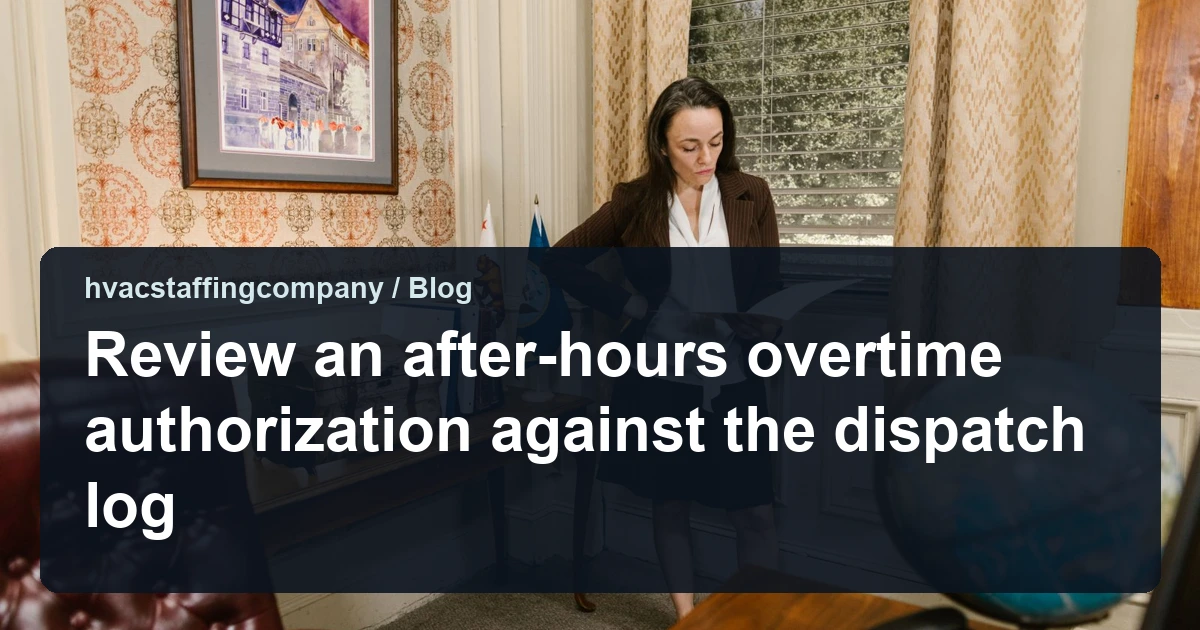 hvacstaffingcompany / Blog
Review an after-hours overtime
authorization against the dispatch
log